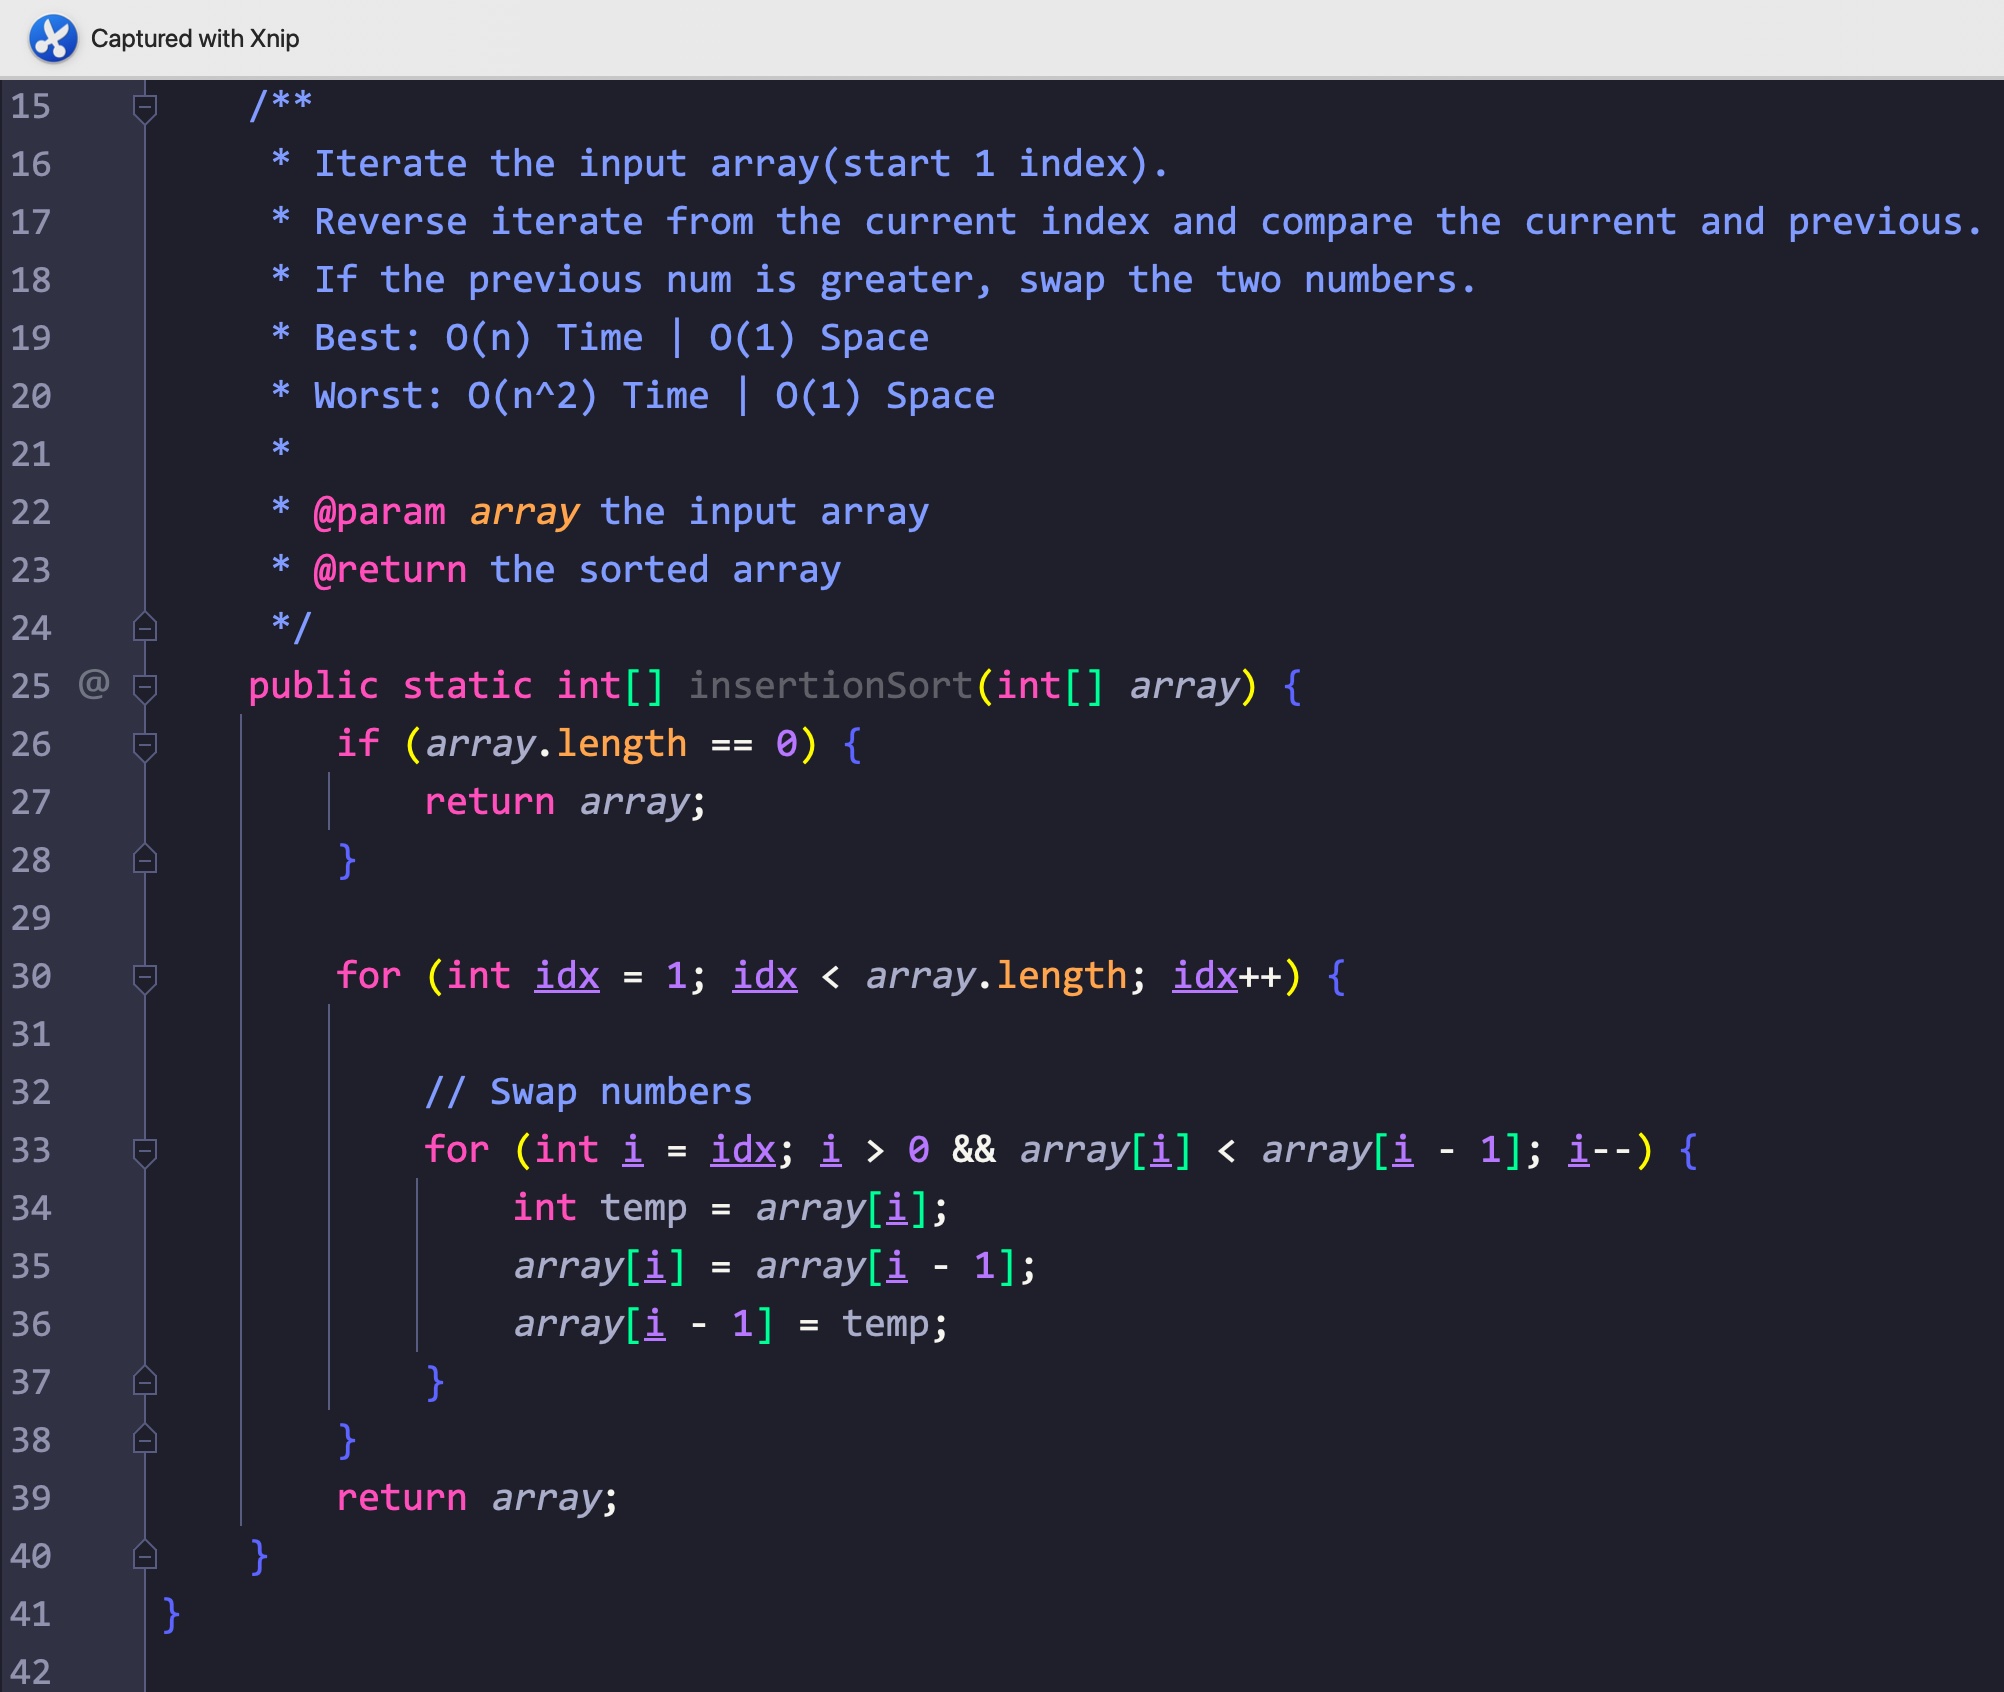 Captured with Xnip
15 /**
16 * Iterate the input array(start 1 index).
17 * Reverse iterate from the current index and compare the current and previous.
18 * If the previous num is greater, swap the two numbers.
19 * Best: O(n) Time | O(1) Space
20 * Worst: O(n^2) Time | O(1) Space
21 *
22 * @param array the input array
23 * @return the sorted array
24 */
25 @ public static int[] insertionSort(int[] array) {
26 if (array.length == 0) {
27 return array;
28 }
29
30 for (int idx = 1; idx < array.length; idx++) {
31
32 // Swap numbers
33 for (int i = idx; i > 0 && array[i] < array[i - 1]; i--) {
34 int temp = array[i];
35 array[i] = array[i - 1];
36 array[i - 1] = temp;
37 }
38 }
39 return array;
40 }
41 }
42